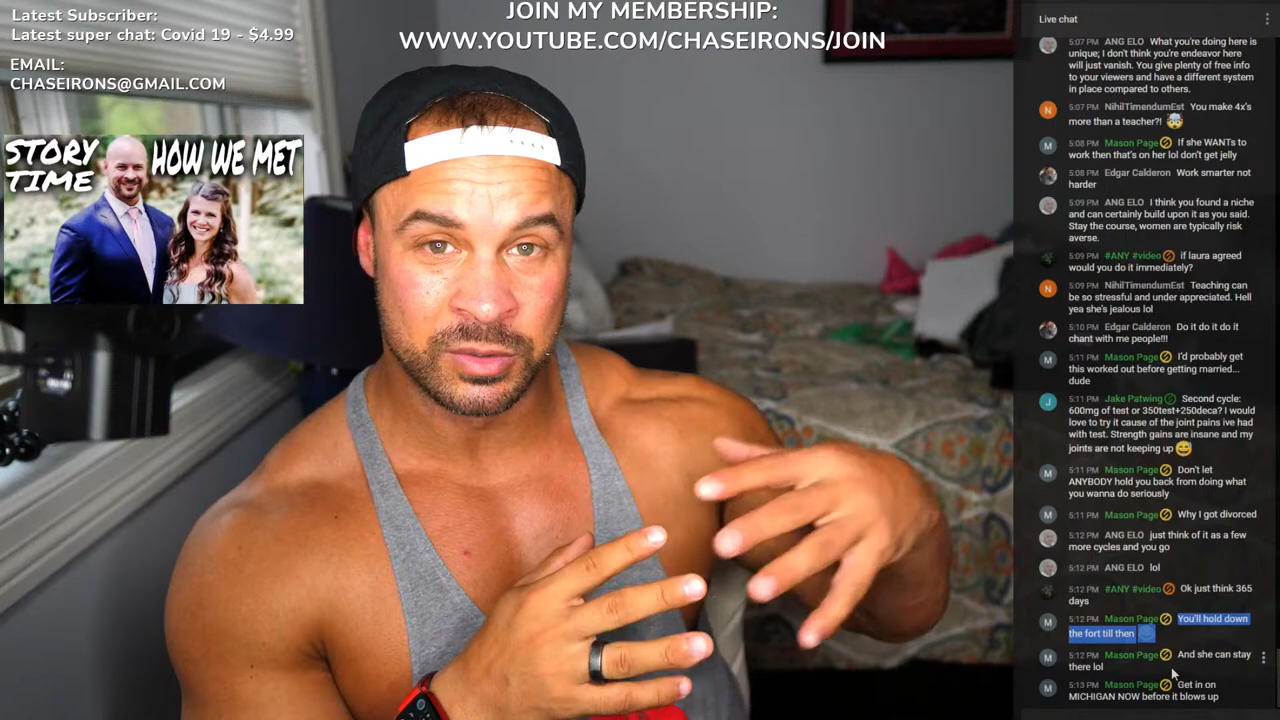 Latest Subscriber:
Latest super chat: Covid 19 - $4.99
EMAIL:
CHASEIRONS@GMAIL.COM
STORY
TIME
HOW WE MET
JOIN MY MEMBERSHIP:
WWW.YOUTUBE.COM/CHASEIRONS/JOIN
Live chat
5:07 PM ANG ELO What you're doing here is
unique; I don't think you're endeavor here
will just vanish. You give plenty of free info
to your viewers and have a different system
in place compared to others.
N 5:07 PM NihilTimendumEst You make 4x's
more than a teacher?! 🤯
M 5:08 PM Mason Page If she WANTs to
work then that's on her lol don't get jelly
5:08 PM Edgar Calderon Work smarter not
harder
5:09 PM ANG ELO I think you found a niche
and can certainly build upon it as you said.
Stay the course, women are typically risk
averse.
5:09 PM #ANY #video if laura agreed
would you do it immediately?
N 5:09 PM NihilTimendumEst Teaching can
be so stressful and under appreciated. Hell
yea she's jealous lol
5:10 PM Edgar Calderon Do it do it do it
chant with me people!!!
M 5:11 PM Mason Page I'd probably get
this worked out before getting married...
dude
J 5:11 PM Jake Patwing Second cycle:
600mg of test or 350test+250deca? I would
love to try it cause of the joint pains ive had
with test. Strength gains are insane and my
joints are not keeping up 😅
M 5:11 PM Mason Page Don't let
ANYBODY hold you back from doing what
you wanna do seriously
M 5:11 PM Mason Page Why I got divorced
5:12 PM ANG ELO just think of it as a few
more cycles and you go
5:12 PM ANG ELO lol
5:12 PM #ANY #video Ok just think 365
days
M 5:12 PM Mason Page You'll hold down
the fort till then
M 5:12 PM Mason Page And she can stay
there lol
M 5:13 PM Mason Page Get in on
MICHIGAN NOW before it blows up